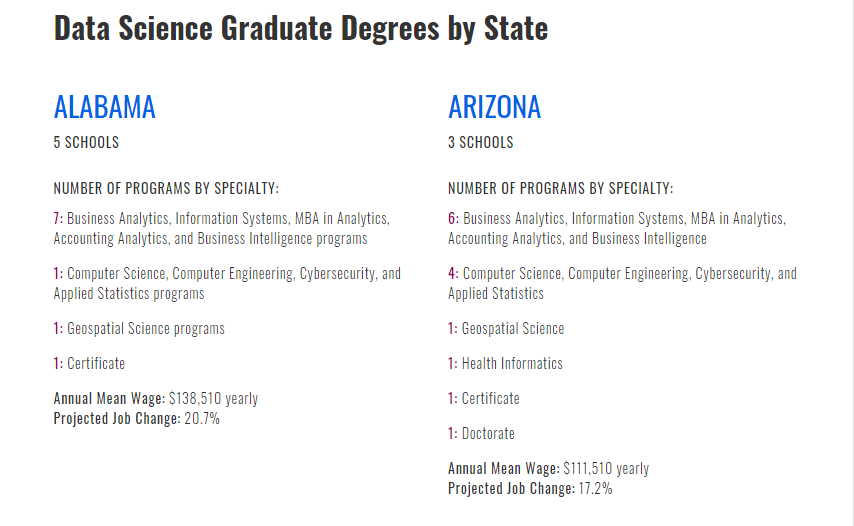 Data Science Graduate Degrees by State
ALABAMA
5 SCHOOLS
NUMBER OF PROGRAMS BY SPECIALTY:
7: Business Analytics, Information Systems, MBA in Analytics,
Accounting Analytics, and Business Intelligence programs
1: Computer Science, Computer Engineering, Cybersecurity, and
Applied Statistics programs
1: Geospatial Science programs
1: Certificate
Annual Mean Wage: $138,510 yearly
Projected Job Change: 20.7%
ARIZONA
3 SCHOOLS
NUMBER OF PROGRAMS BY SPECIALTY:
6: Business Analytics, Information Systems, MBA in Analytics,
Accounting Analytics, and Business Intelligence
4: Computer Science, Computer Engineering, Cybersecurity, and
Applied Statistics
1: Geospatial Science
1: Health Informatics
1: Certificate
1: Doctorate
Annual Mean Wage: $111,510 yearly
Projected Job Change: 17.2%